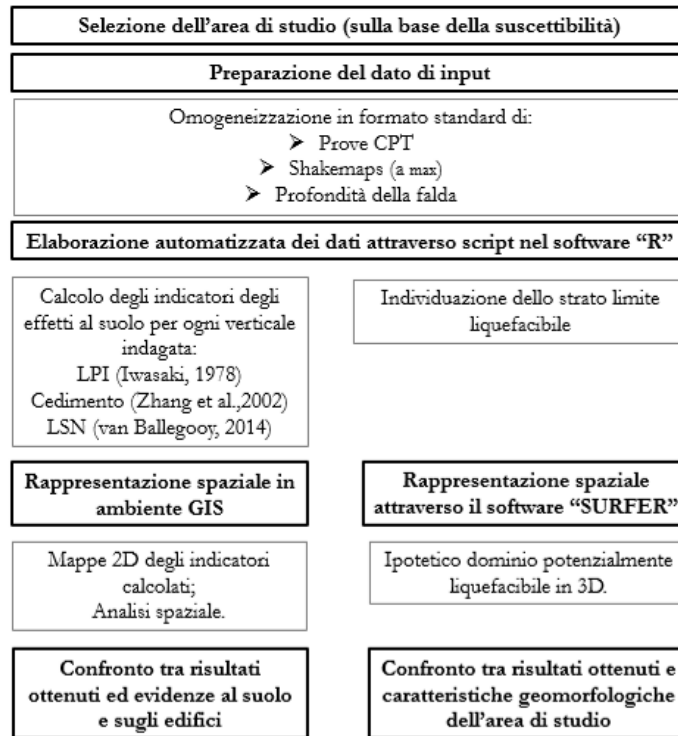 Selezione dell'area di studio (sulla base della suscettibilità)
Preparazione del dato di input
Omogeneizzazione in formato standard di:
➤ Prove CPT
➤ Shakemaps (a max)
➤ Profondità della falda
Elaborazione automatizzata dei dati attraverso script nel software “R”
Calcolo degli indicatori degli
effetti al suolo per ogni verticale
indagata:
LPI (Iwasaki, 1978)
Cedimento (Zhang et al.,2002)
LSN (van Ballegooy, 2014)
Individuazione dello strato limite
liquefacibile
Rappresentazione spaziale in
ambiente GIS
Rappresentazione spaziale
attraverso il software “SURFER”
Mappe 2D degli indicatori
calcolati;
Analisi spaziale.
Ipotetico dominio potenzialmente
liquefacibile in 3D.
Confronto tra risultati
ottenuti ed evidenze al suolo
e sugli edifici
Confronto tra risultati ottenuti e
caratteristiche geomorfologiche
dell'area di studio